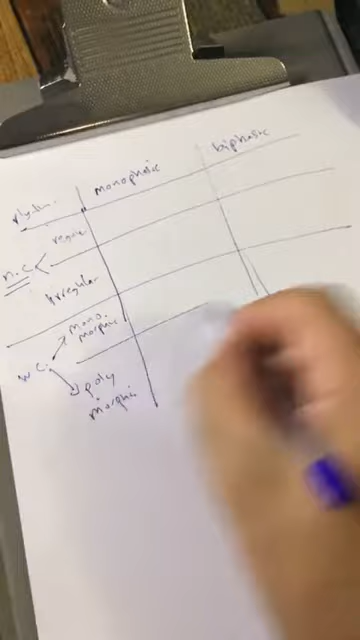 monophasic biphasic
rhythm
regular
n.c
Irregular
mono.
morphic
w.c.
poly
morphic